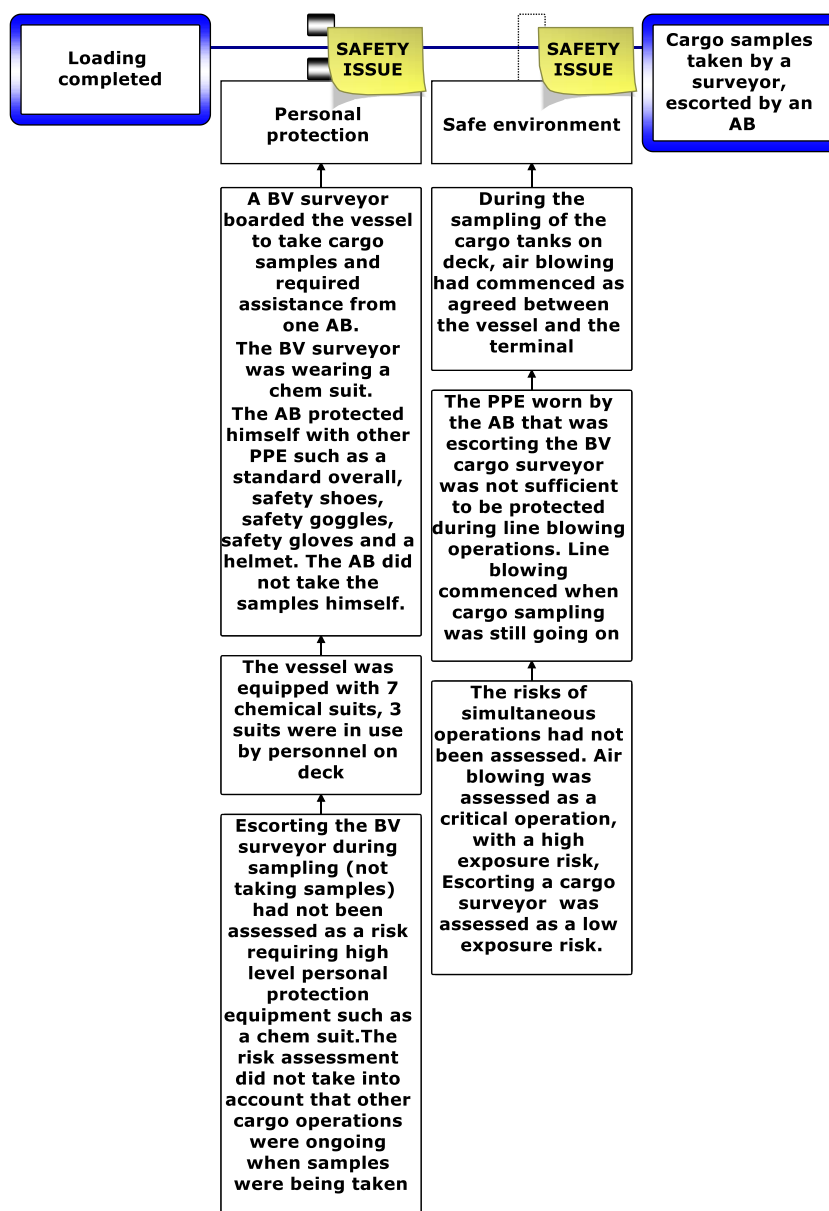 Loading
completed
SAFETY
ISSUE
SAFETY
ISSUE
Cargo samples
taken by a
surveyor,
escorted by an
AB
Personal
protection
Safe environment
A BV surveyor
boarded the vessel
to take cargo
samples and
required
assistance from
one AB.
The BV surveyor
was wearing a
chem suit.
The AB protected
himself with other
PPE such as a
standard overall,
safety shoes,
safety goggles,
safety gloves and a
helmet. The AB did
not take the
samples himself.
The vessel was
equipped with 7
chemical suits, 3
suits were in use
by personnel on
deck
Escorting the BV
surveyor during
sampling (not
taking samples)
had not been
assessed as a risk
requiring high
level personal
protection
equipment such as
a chem suit.The
risk assessment
did not take into
account that other
cargo operations
were ongoing
when samples
were being taken
During the
sampling of the
cargo tanks on
deck, air blowing
had commenced as
agreed between
the vessel and the
terminal
The PPE worn by
the AB that was
escorting the BV
cargo surveyor
was not sufficient
to be protected
during line blowing
operations. Line
blowing
commenced when
cargo sampling
was still going on
The risks of
simultaneous
operations had not
been assessed. Air
blowing was
assessed as a
critical operation,
with a high
exposure risk,
Escorting a cargo
surveyor  was
assessed as a low
exposure risk.